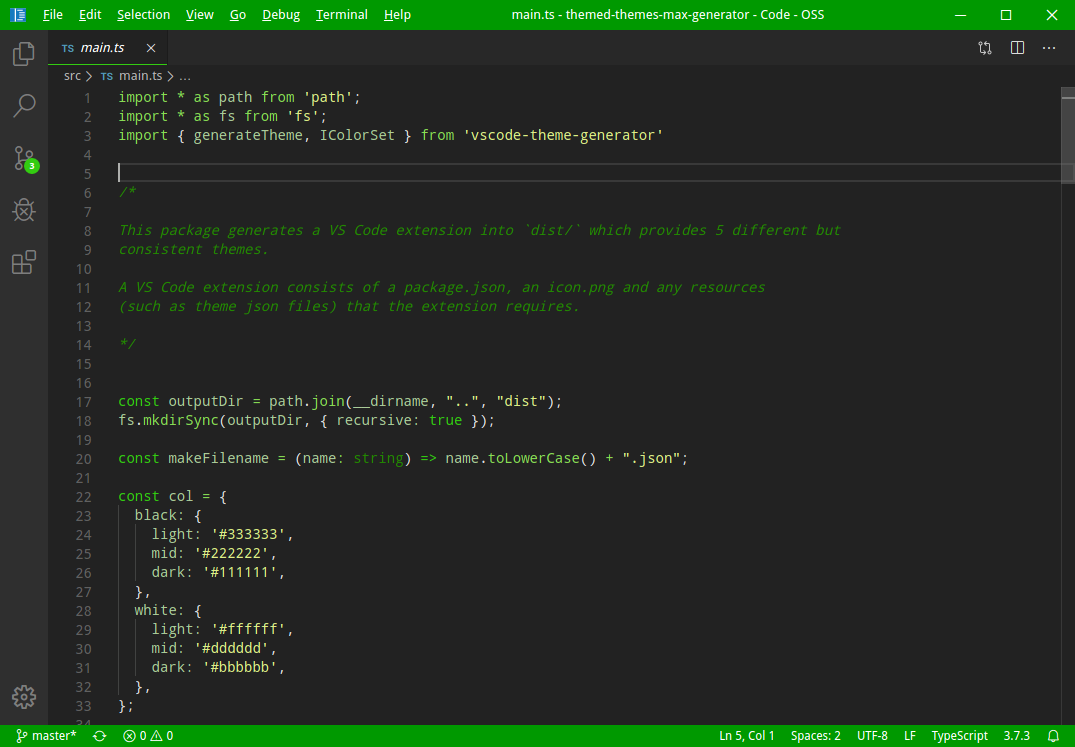 File Edit Selection View Go Debug Terminal Help main.ts - themed-themes-max-generator - Code - OSS
TS main.ts
src > TS main.ts > ...
3
1 import * as path from 'path';
2 import * as fs from 'fs';
3 import { generateTheme, IColorSet } from 'vscode-theme-generator'
4
5
6 /*
7
8 This package generates a VS Code extension into `dist/` which provides 5 different but
9 consistent themes.
10
11 A VS Code extension consists of a package.json, an icon.png and any resources
12 (such as theme json files) that the extension requires.
13
14 */
15
16
17 const outputDir = path.join(__dirname, "..", "dist");
18 fs.mkdirSync(outputDir, { recursive: true });
19
20 const makeFilename = (name: string) => name.toLowerCase() + ".json";
21
22 const col = {
23 black: {
24 light: '#333333',
25 mid: '#222222',
26 dark: '#111111',
27 },
28 white: {
29 light: '#ffffff',
30 mid: '#dddddd',
31 dark: '#bbbbbb',
32 },
33 };
34
master* 0 0 Ln 5, Col 1 Spaces: 2 UTF-8 LF TypeScript 3.7.3